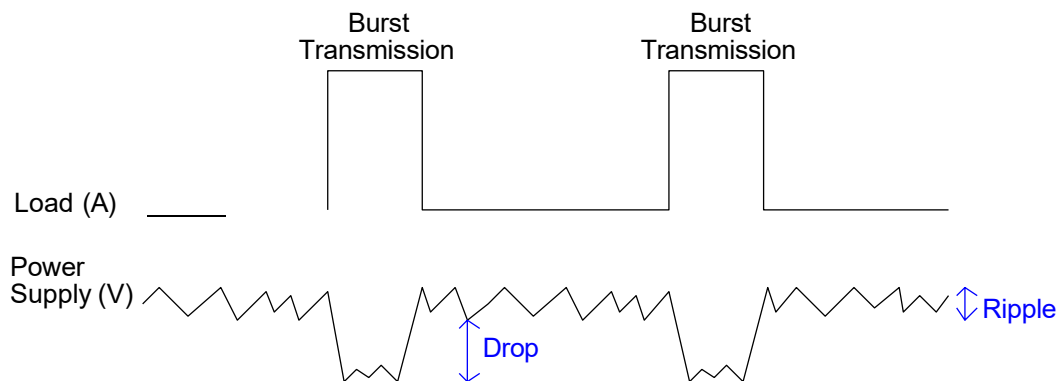 Burst
Transmission
Burst
Transmission
Load (A)
Power
Supply (V)
Drop
Ripple